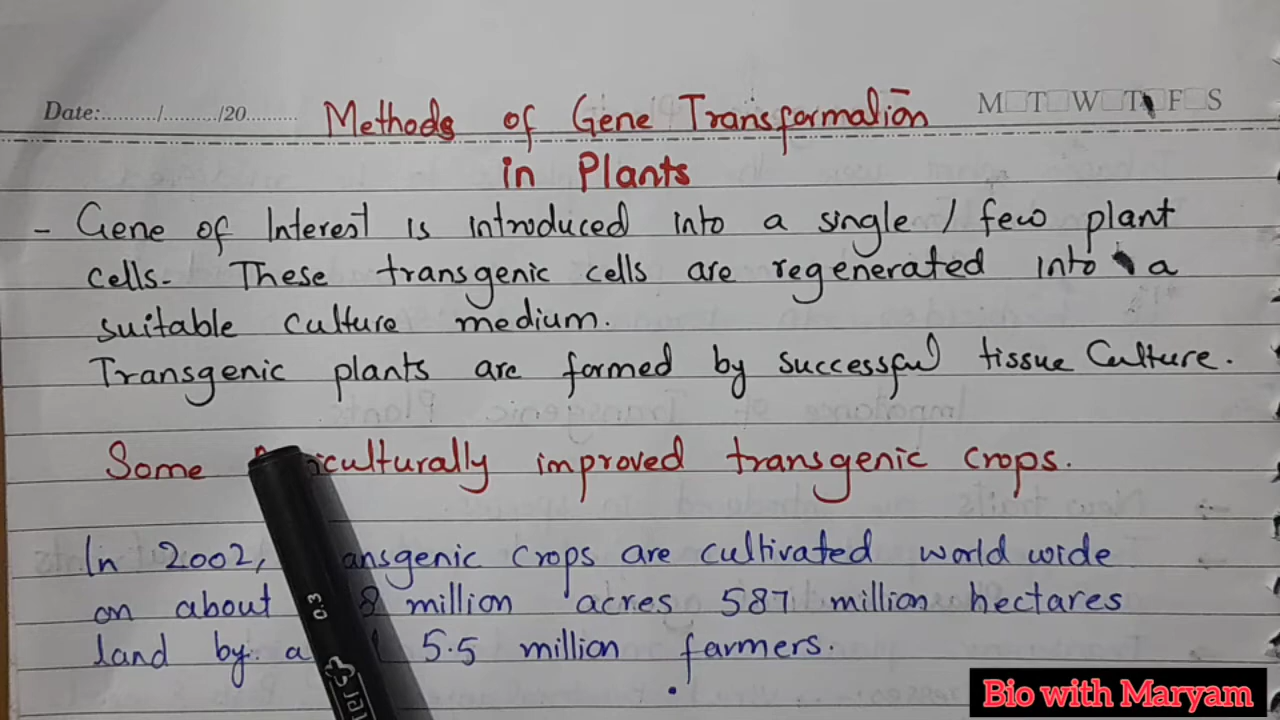 Date:........../........../20..........
M T W T F S
Methods of Gene Transformation
in Plants
- Gene of Interest is introduced into a single / few plant
cells. These transgenic cells are regenerated into a
suitable culture medium.
Transgenic plants are formed by successful tissue Culture.
Some improved transgenic crops.
In 2002, crops are cultivated world wide
on about million acres 587 million hectares
land by 5.5 million farmers.
0.3
Bio with Maryam